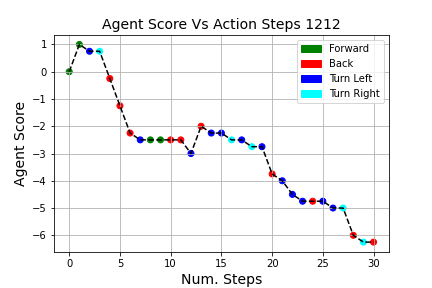 Agent Score Vs Action Steps 1212
Forward
Back
Turn Left
Turn Right
Agent Score
1
0
−1
−2
−3
−4
−5
−6
0 5 10 15 20 25 30
Num. Steps